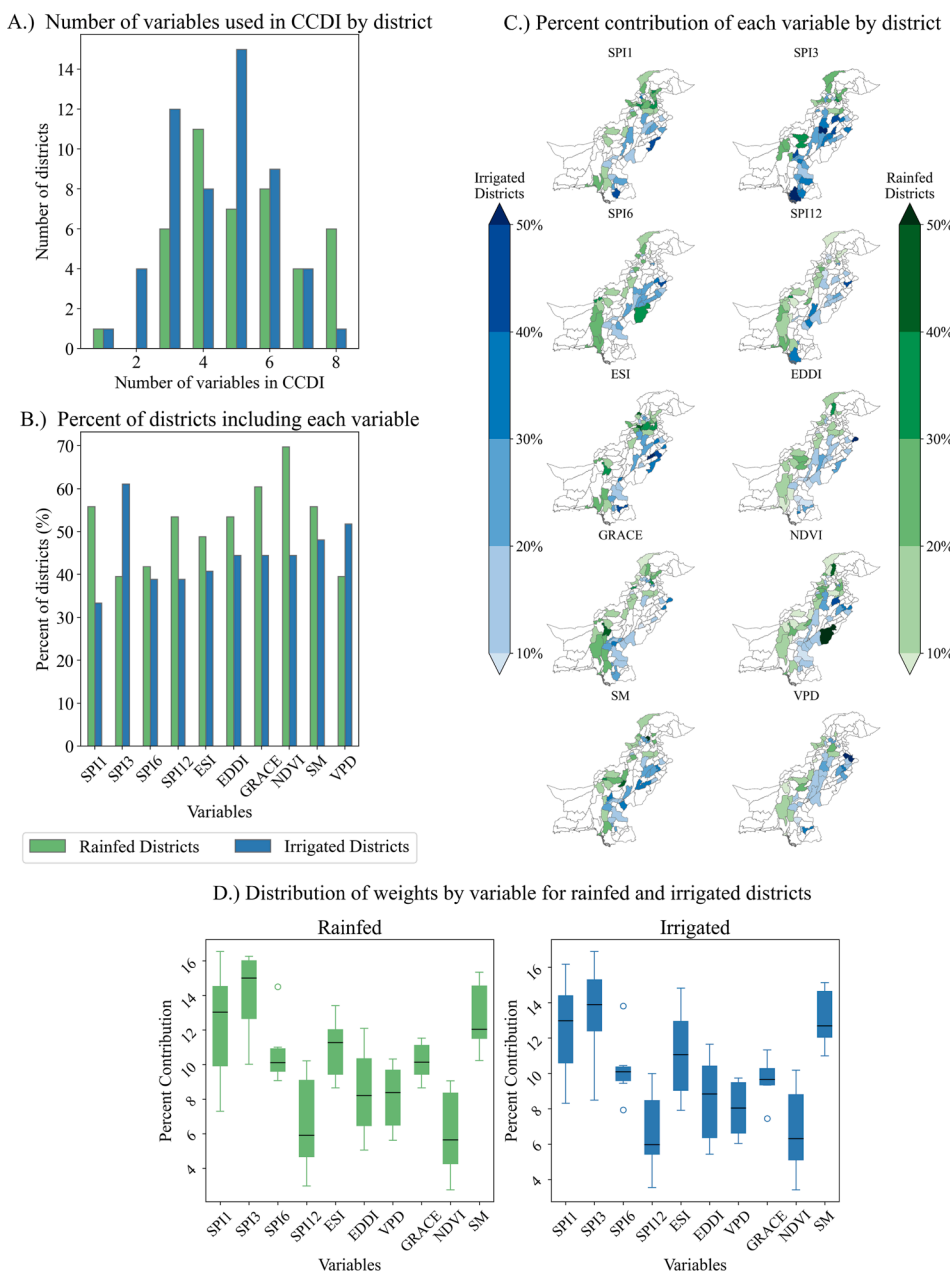 A.) Number of variables used in CCDI by district
Number of districts
14
12
10
8
6
4
2
0
2
4
6
8
Number of variables in CCDI
B.) Percent of districts including each variable
Percent of districts (%)
70
60
50
40
30
20
10
0
SPI1
SPI3
SPI6
SPI12
ESI
EDDI
GRACE
NDVI
SM
VPD
Variables
Rainfed Districts
Irrigated Districts
C.) Percent contribution of each variable by district
SPI1
SPI3
SPI6
SPI12
ESI
EDDI
GRACE
NDVI
SM
VPD
Irrigated
Districts
50%
40%
30%
20%
10%
Rainfed
Districts
50%
40%
30%
20%
10%
D.) Distribution of weights by variable for rainfed and irrigated districts
Rainfed
Percent Contribution
16
14
12
10
8
6
4
SPI1
SPI3
SPI6
SPI12
ESI
EDDI
VPD
GRACE
NDVI
SM
Variables
Irrigated
Percent Contribution
16
14
12
10
8
6
4
SPI1
SPI3
SPI6
SPI12
ESI
EDDI
VPD
GRACE
NDVI
SM
Variables